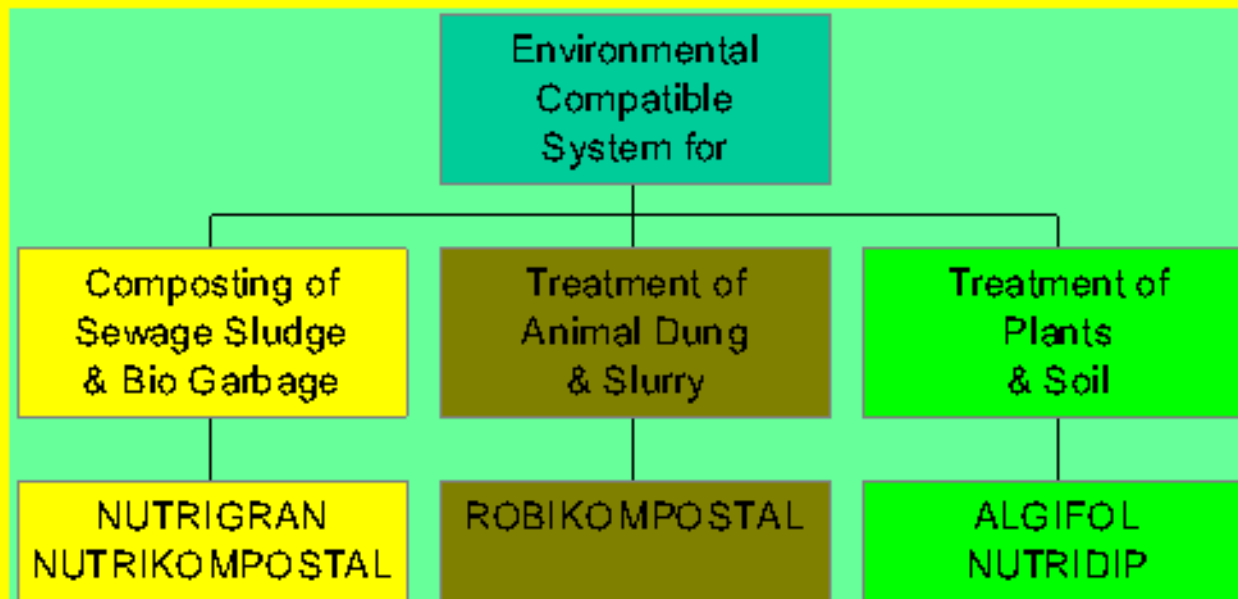 Environmental
Compatible
System for
Composting of
Sewage Sludge
& Bio Garbage
Treatment of
Animal Dung
& Slurry
Treatment of
Plants
& Soil
NUTRIGRAN
NUTRIKOMPOSTAL
ROBIKOMPOSTAL
ALGIFOL
NUTRIDIP